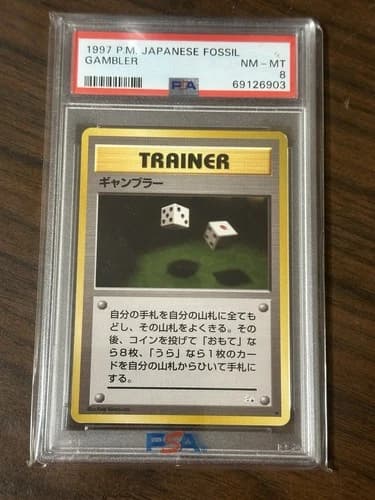 1997 P.M. JAPANESE FOSSIL
GAMBLER
NM - MT
8
PSA
69126903
TRAINER
ギャンブラー
自分の手札を自分の山札に全ても
どし、その山札をよくきる。その
後、コインを投げて「おもて」な
ら8枚、「うら」なら1枚のカー
ドを自分の山札からひいて手札に
する。
PSA